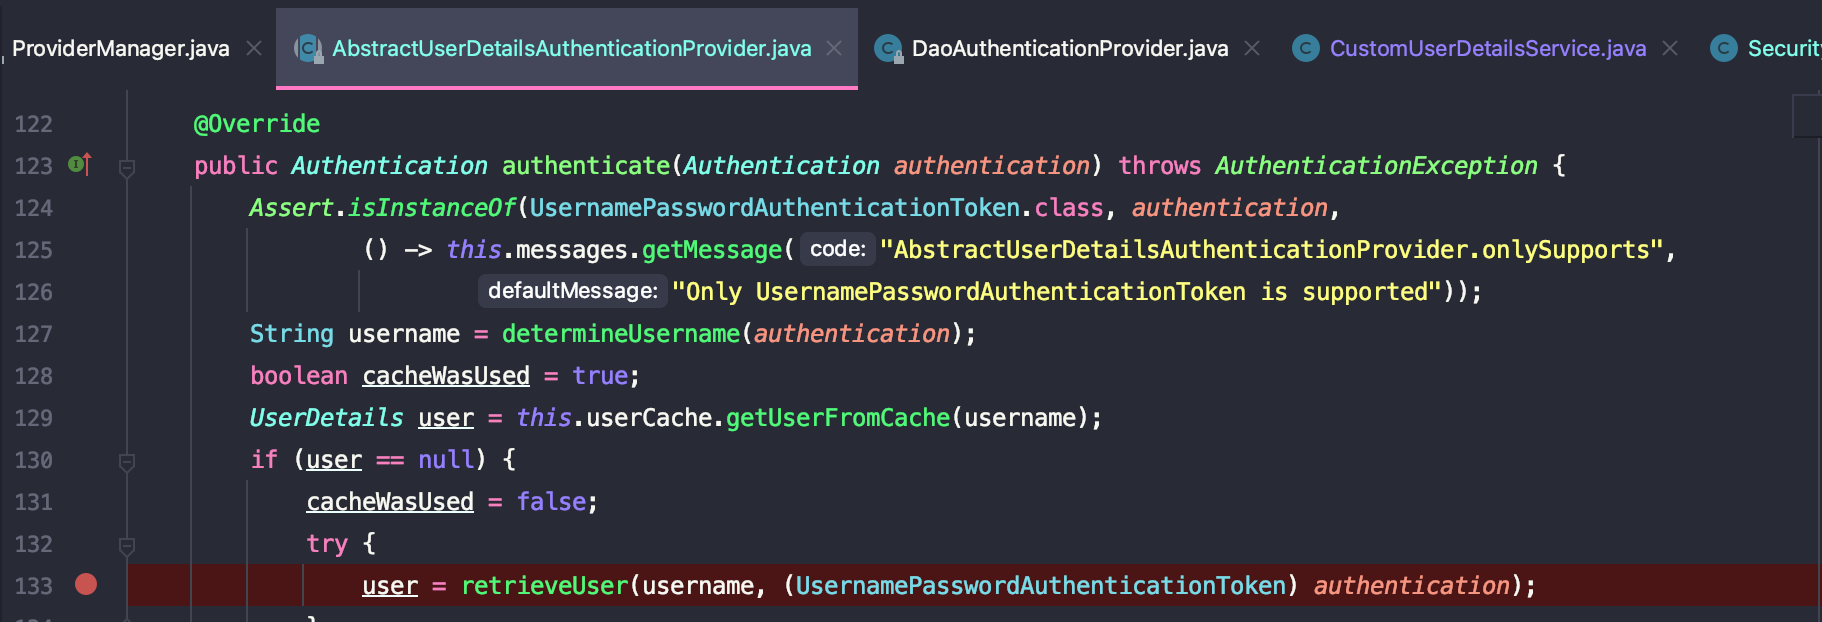 ProviderManager.java AbstractUserDetailsAuthenticationProvider.java DaoAuthenticationProvider.java CustomUserDetailsService.java Security
122 @Override
123 public Authentication authenticate(Authentication authentication) throws AuthenticationException {
124 Assert.isInstanceOf(UsernamePasswordAuthenticationToken.class, authentication,
125 () -> this.messages.getMessage( code: "AbstractUserDetailsAuthenticationProvider.onlySupports",
126 defaultMessage: "Only UsernamePasswordAuthenticationToken is supported"));
127 String username = determineUsername(authentication);
128 boolean cacheWasUsed = true;
129 UserDetails user = this.userCache.getUserFromCache(username);
130 if (user == null) {
131 cacheWasUsed = false;
132 try {
133 user = retrieveUser(username, (UsernamePasswordAuthenticationToken) authentication);